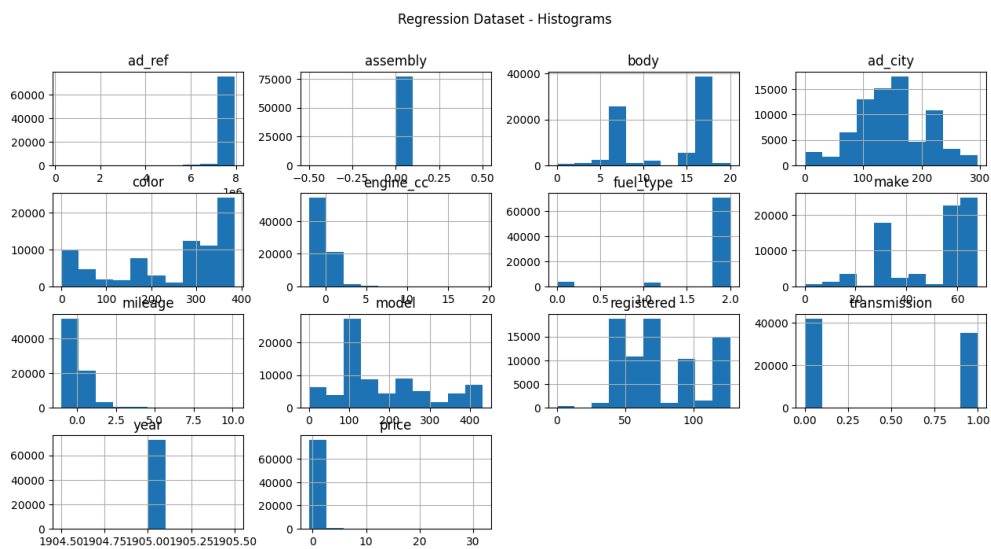 Regression Dataset - Histograms
ad_ref assembly body ad_city
60000 40000 20000 0
0 2 4 6 8
1e6
75000 50000 25000 0
−0.50 −0.25 0.00 0.25 0.50
40000 20000 0
0 5 10 15 20
15000 10000 5000 0
0 100 200 300
color engine_cc fuel_type make
20000 10000 0
0 100 200 300 400
40000 20000 0
0 5 10 15 20
60000 40000 20000 0
0.0 0.5 1.0 1.5 2.0
20000 10000 0
0 20 40 60
mileage model registered transmission
40000 20000 0
0.0 2.5 5.0 7.5 10.0
20000 10000 0
0 100 200 300 400
15000 10000 5000 0
0 50 100
40000 20000 0
0.00 0.25 0.50 0.75 1.00
year price
60000 40000 20000 0
1904.50 1904.75 1905.00 1905.25 1905.50
60000 40000 20000 0
0 10 20 30